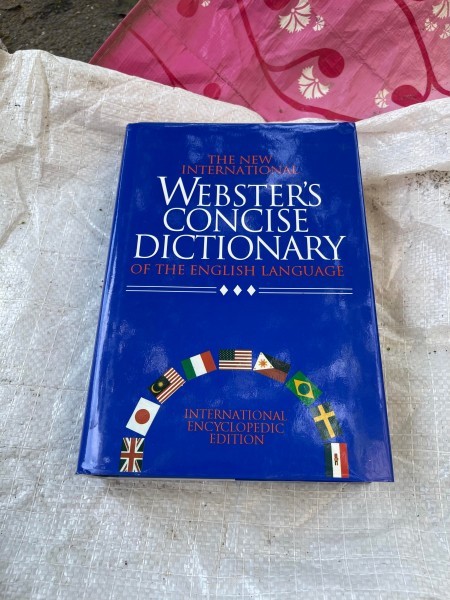 THE NEW
INTERNATIONAL
WEBSTER'S
CONCISE
DICTIONARY
OF THE ENGLISH LANGUAGE
INTERNATIONAL
ENCYCLOPEDIC
EDITION